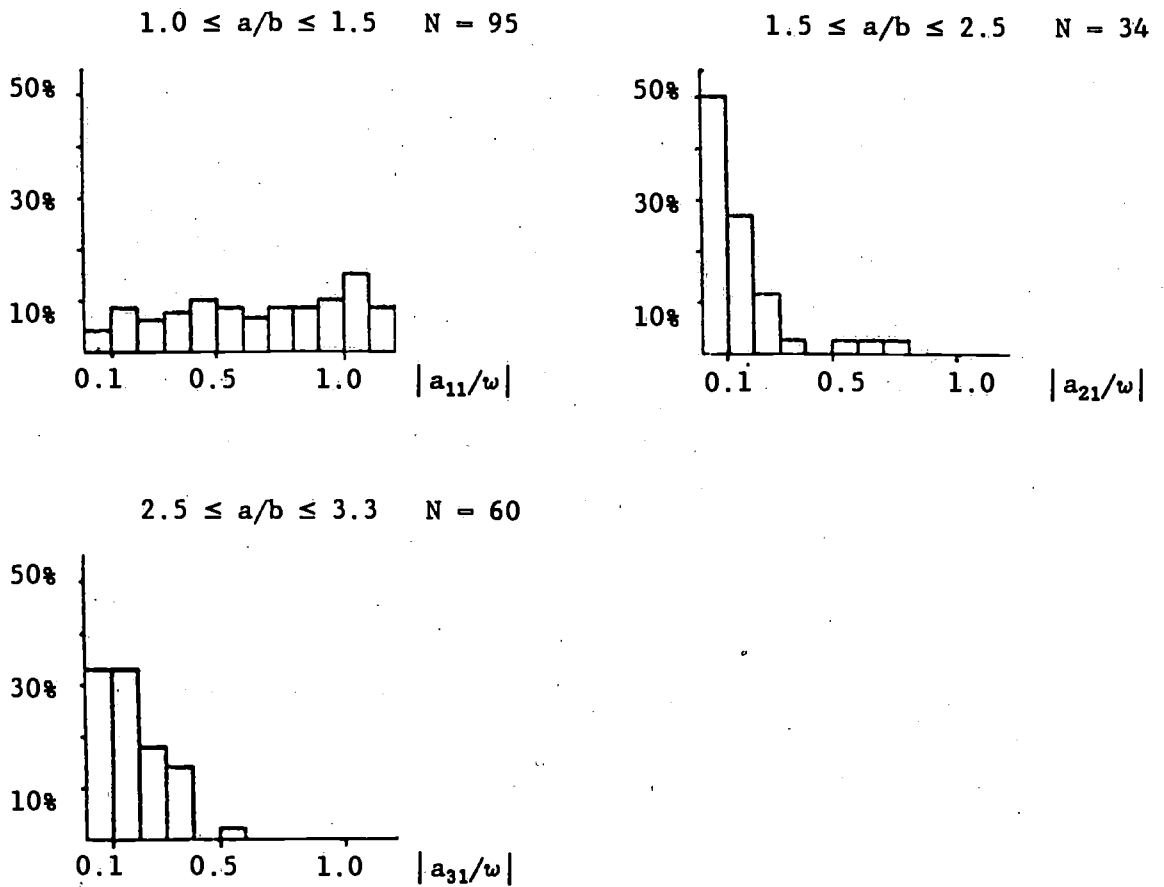 1.0 ≤ a/b ≤ 1.5 N = 95
50%
30%
10%
0.1 0.5 1.0 |a₁₁/w|
1.5 ≤ a/b ≤ 2.5 N = 34
50%
30%
10%
0.1 0.5 1.0 |a₂₁/w|
2.5 ≤ a/b ≤ 3.3 N = 60
50%
30%
10%
0.1 0.5 1.0 |a₃₁/w|